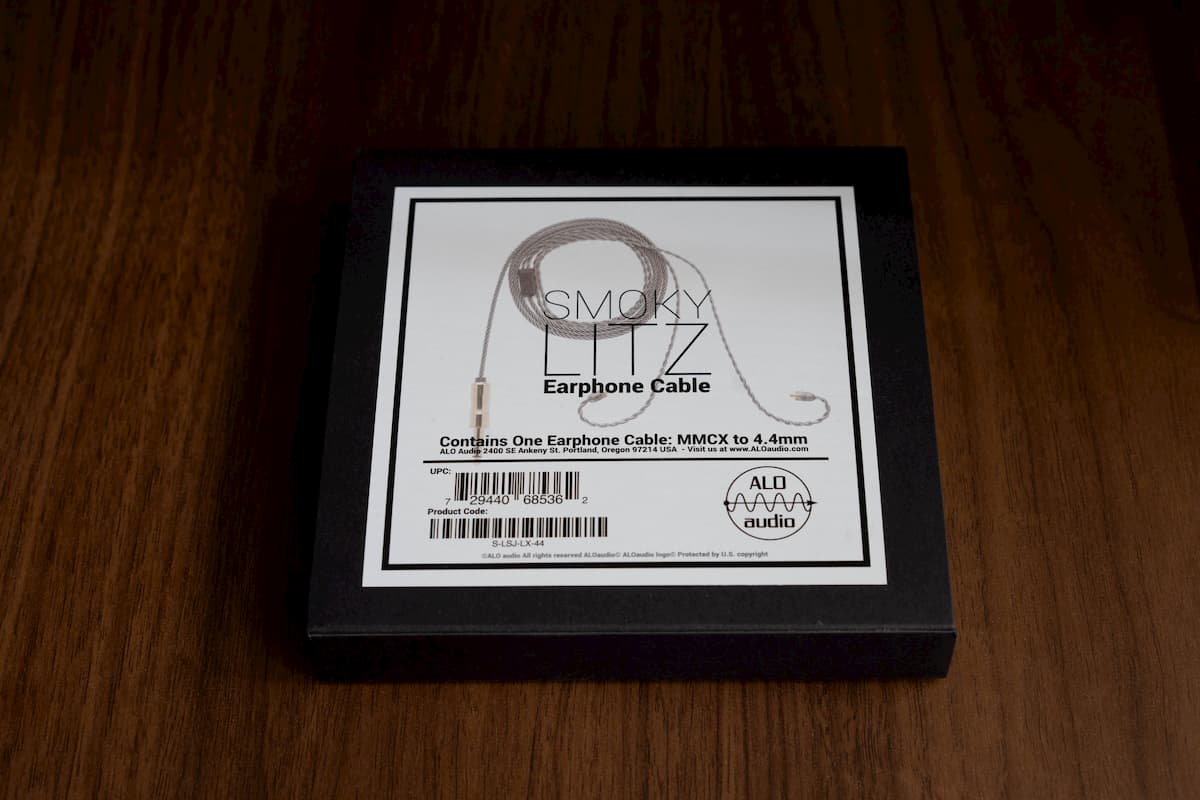 SMOKY
LITZ
Earphone Cable
Contains One Earphone Cable: MMCX to 4.4mm
ALO Audio 2400 SE Ankeny St. Portland, Oregon 97214 USA - Visit us at www.ALOaudio.com
UPC:
7 29440 68536 2
Product Code:
S-LSJ-LX-44
ALO
audio
©ALO audio All rights reserved ALOaudio© ALOaudio logo© Protected by U.S. copyright